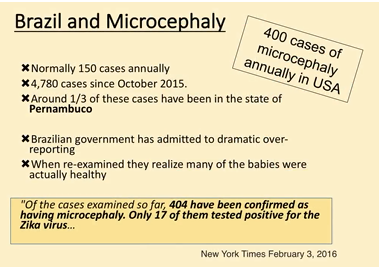 Brazil and Microcephaly
400 cases of
microcephaly
annually in USA
✖Normally 150 cases annually
✖4,780 cases since October 2015.
✖Around 1/3 of these cases have been in the state of
Pernambuco
✖Brazilian government has admitted to dramatic over-
reporting
✖When re-examined they realize many of the babies were
actually healthy
"Of the cases examined so far, 404 have been confirmed as
having microcephaly. Only 17 of them tested positive for the
Zika virus...
New York Times February 3, 2016